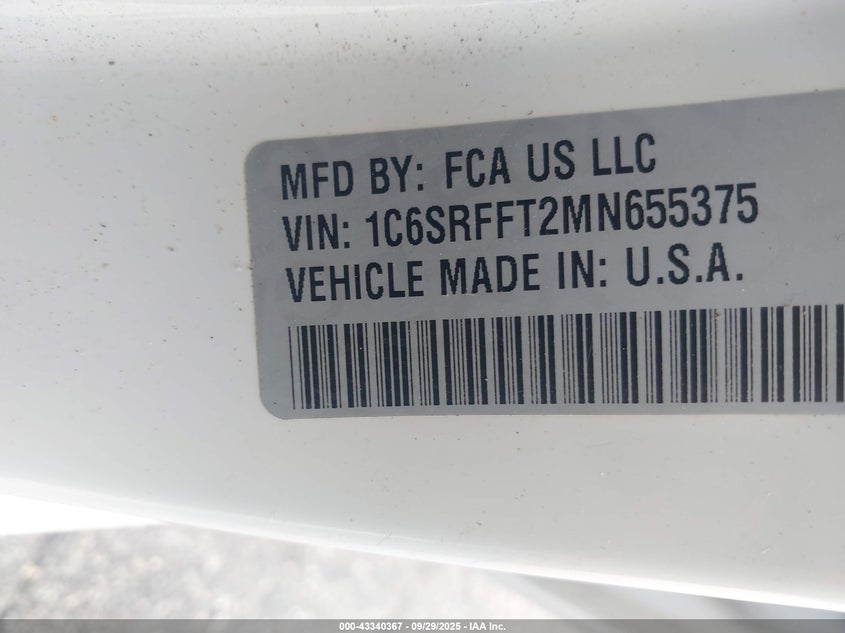 MFD BY: FCA US LLC
VIN: 1C6SRFFT2MN655375
VEHICLE MADE IN: U.S.A.
000-43340367 - 09/29/2025 - IAA Inc.